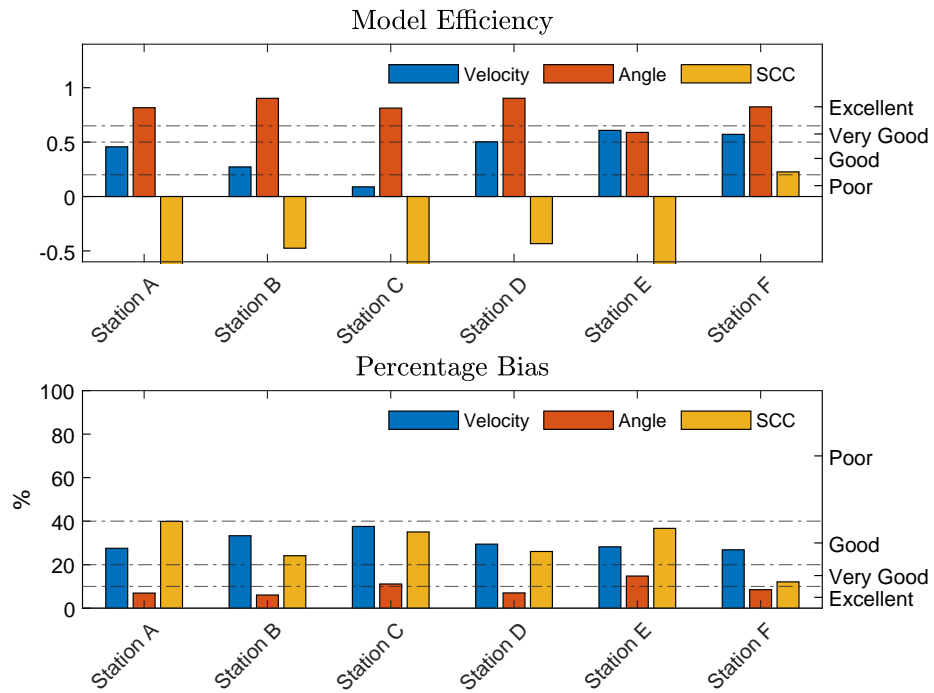 Model Efficiency
Velocity Angle SCC
1
0.5
0
-0.5
Excellent
Very Good
Good
Poor
Station A
Station B
Station C
Station D
Station E
Station F
Percentage Bias
Velocity Angle SCC
%
100
80
60
40
20
0
Poor
Good
Very Good
Excellent
Station A
Station B
Station C
Station D
Station E
Station F